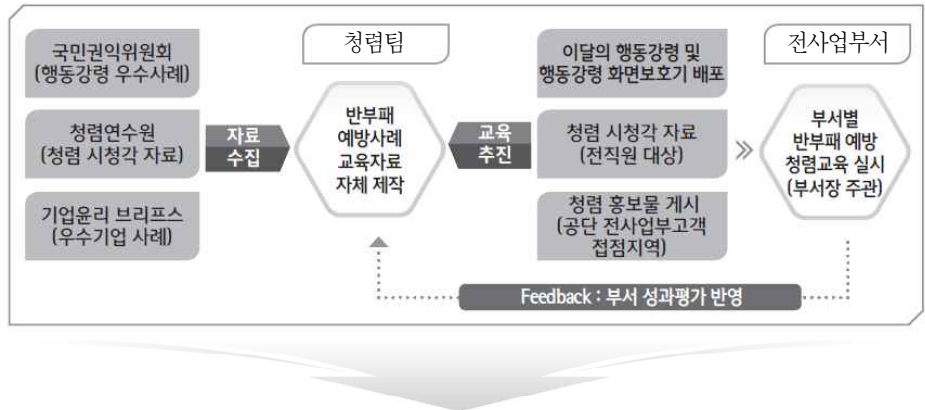 청렴팀
전사업부서
국민권익위원회
(행동강령 우수사례)
청렴연수원
(청렴 시청각 자료)
기업윤리 브리프스
(우수기업 사례)
자료
수집
반부패
예방사례
교육자료
자체 제작
교육
추진
이달의 행동강령 및
행동강령 화면보호기 배포
청렴 시청각 자료
(전직원 대상)
청렴 홍보물 게시
(공단 전사업부고객
접점지역)
부서별
반부패 예방
청렴교육 실시
(부서장 주관)
Feedback : 부서 성과평가 반영